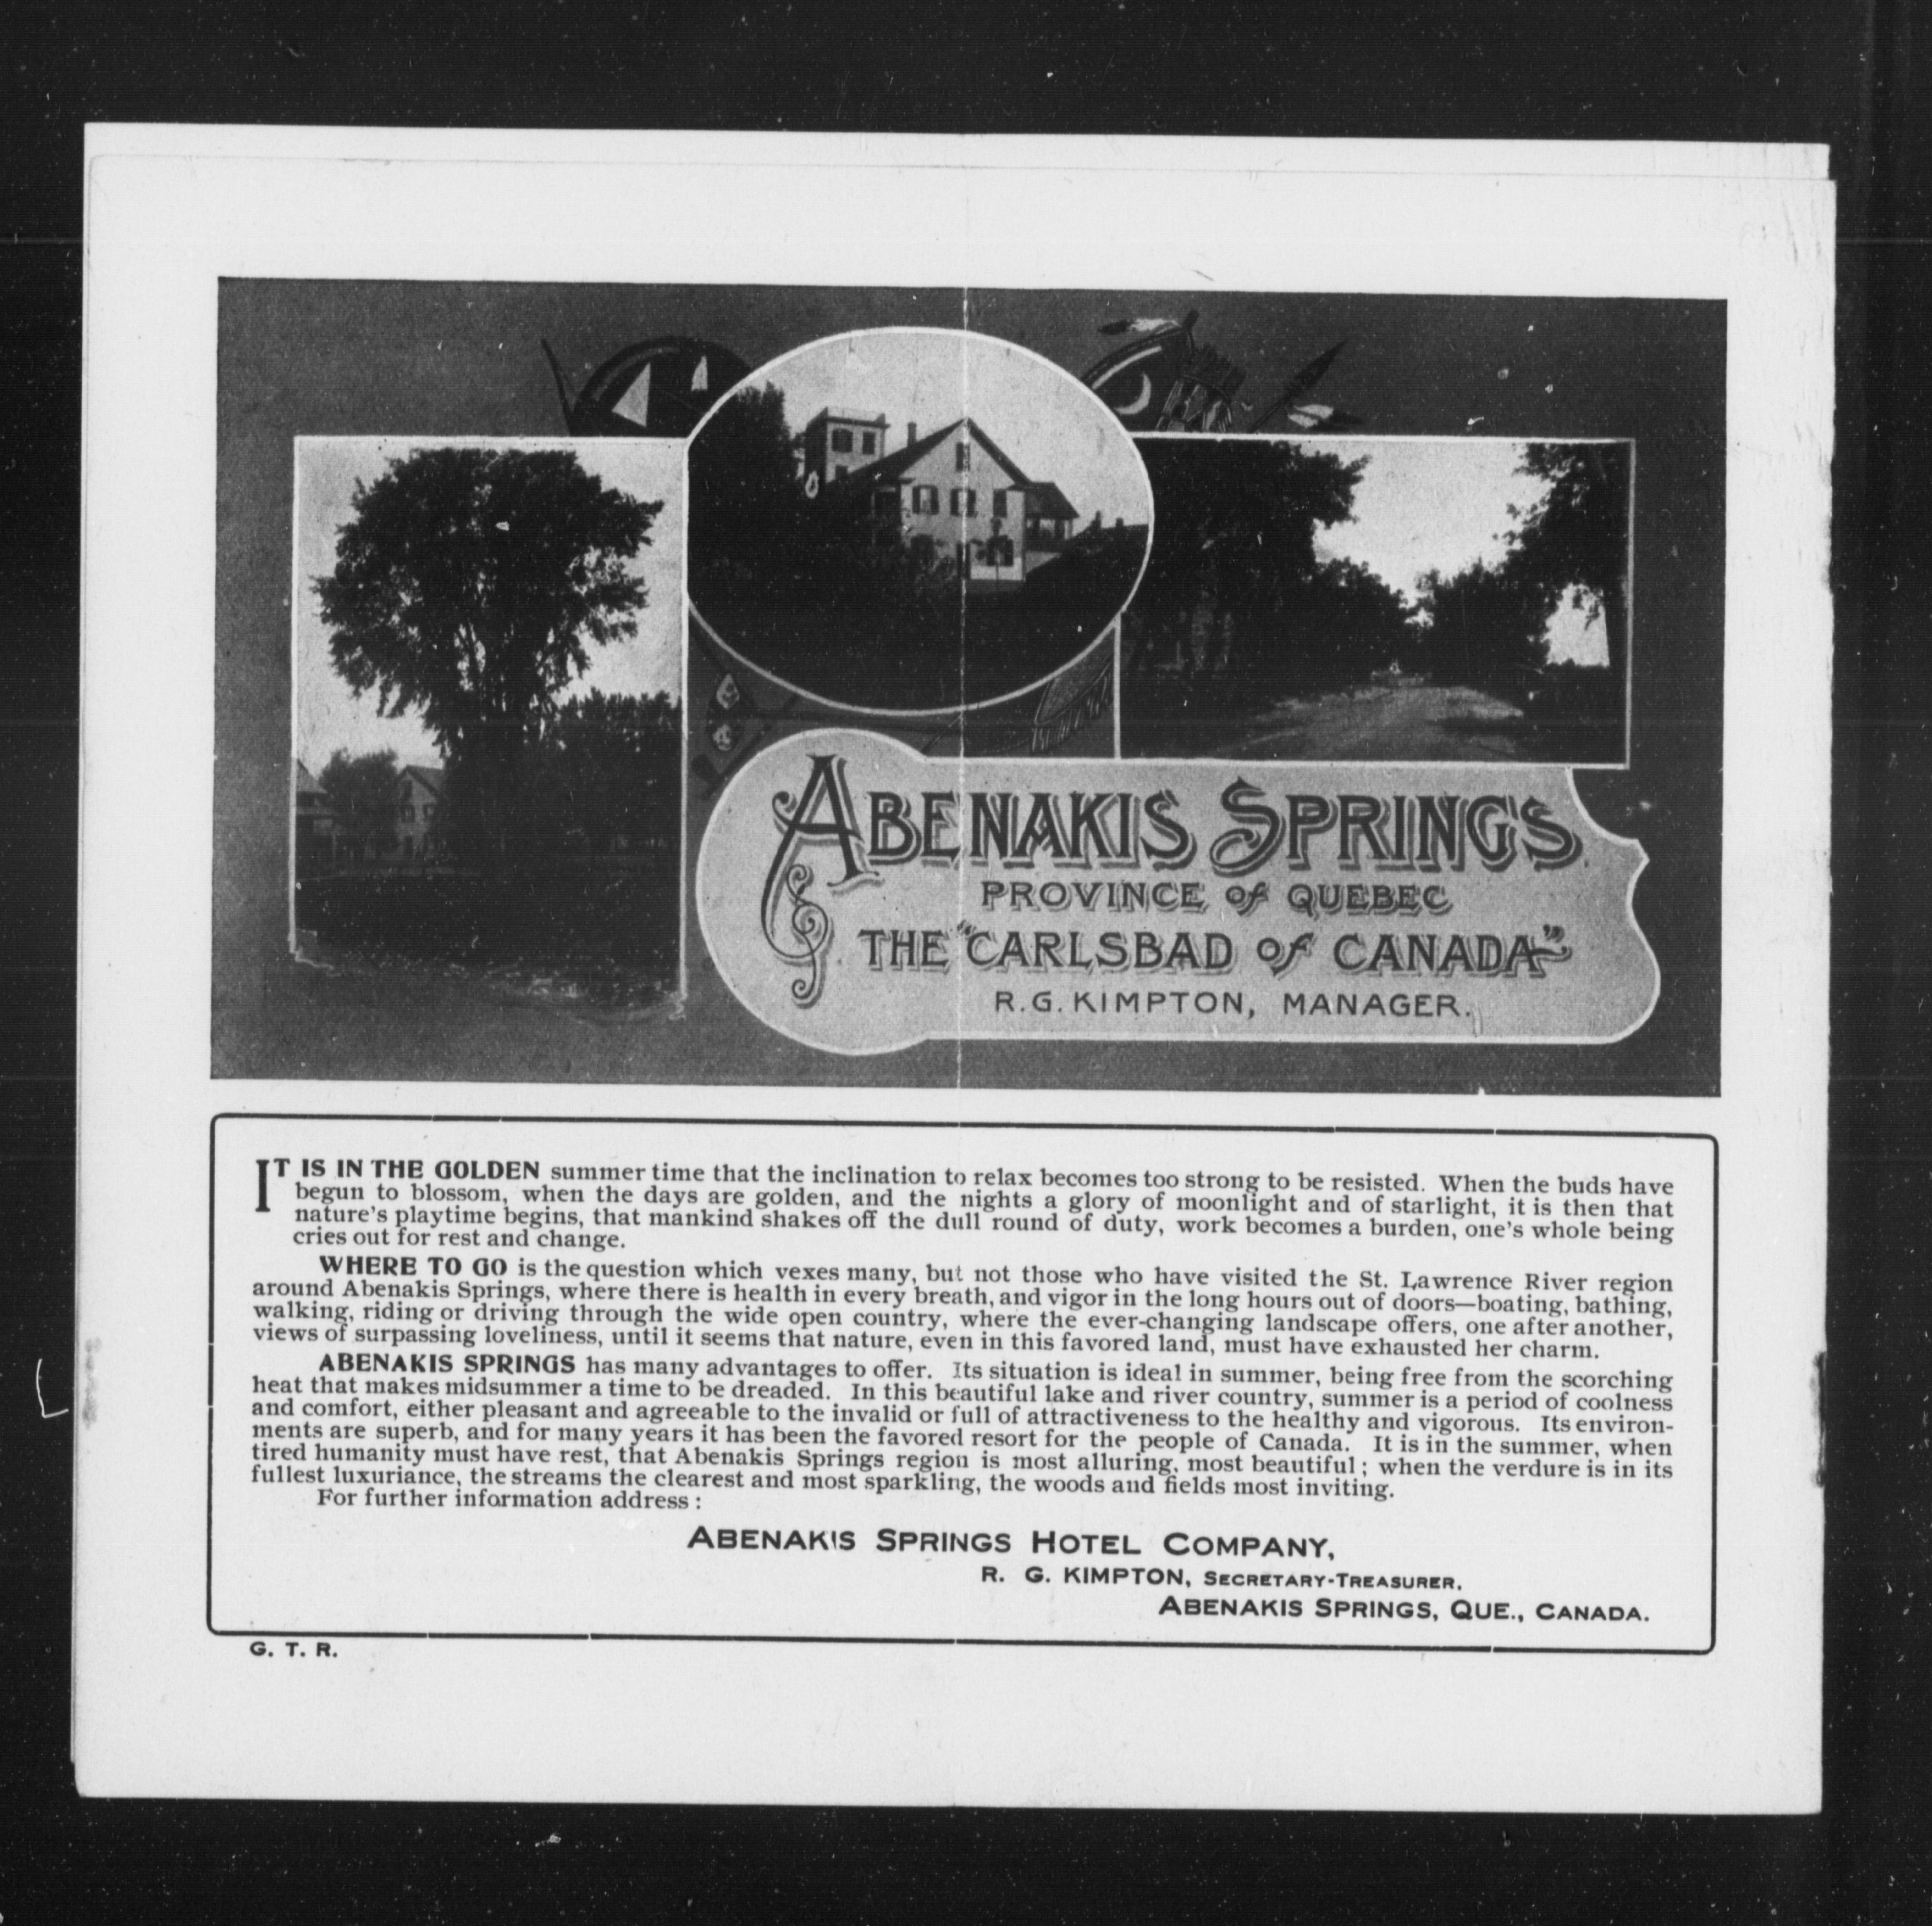 ABENAKIS SPRINGS.
PROVINCE of QUEBEC
THE "CARLSBAD of CANADA"
R. G. KIMPTON, MANAGER.
IT IS IN THE GOLDEN summer time that the inclination to relax becomes too strong to be resisted. When the buds have
begun to blossom, when the days are golden, and the nights a glory of moonlight and of starlight, it is then that
nature's playtime begins, that mankind shakes off the dull round of duty, work becomes a burden, one's whole being
cries out for rest and change.
WHERE TO GO is the question which vexes many, but not those who have visited the St. Lawrence River region
around Abenakis Springs, where there is health in every breath, and vigor in the long hours out of doors—boating, bathing,
walking, riding or driving through the wide open country, where the ever-changing landscape offers, one after another,
views of surpassing loveliness, until it seems that nature, even in this favored land, must have exhausted her charm.
ABENAKIS SPRINGS has many advantages to offer. Its situation is ideal in summer, being free from the scorching
heat that makes midsummer a time to be dreaded. In this beautiful lake and river country, summer is a period of coolness
and comfort, either pleasant and agreeable to the invalid or full of attractiveness to the healthy and vigorous. Its environ-
ments are superb, and for many years it has been the favored resort for the people of Canada. It is in the summer, when
tired humanity must have rest, that Abenakis Springs region is most alluring, most beautiful; when the verdure is in its
fullest luxuriance, the streams the clearest and most sparkling, the woods and fields most inviting.
For further information address :
ABENAKIS SPRINGS HOTEL COMPANY,
R. G. KIMPTON, SECRETARY-TREASURER,
ABENAKIS SPRINGS, QUE., CANADA.
G. T. R.